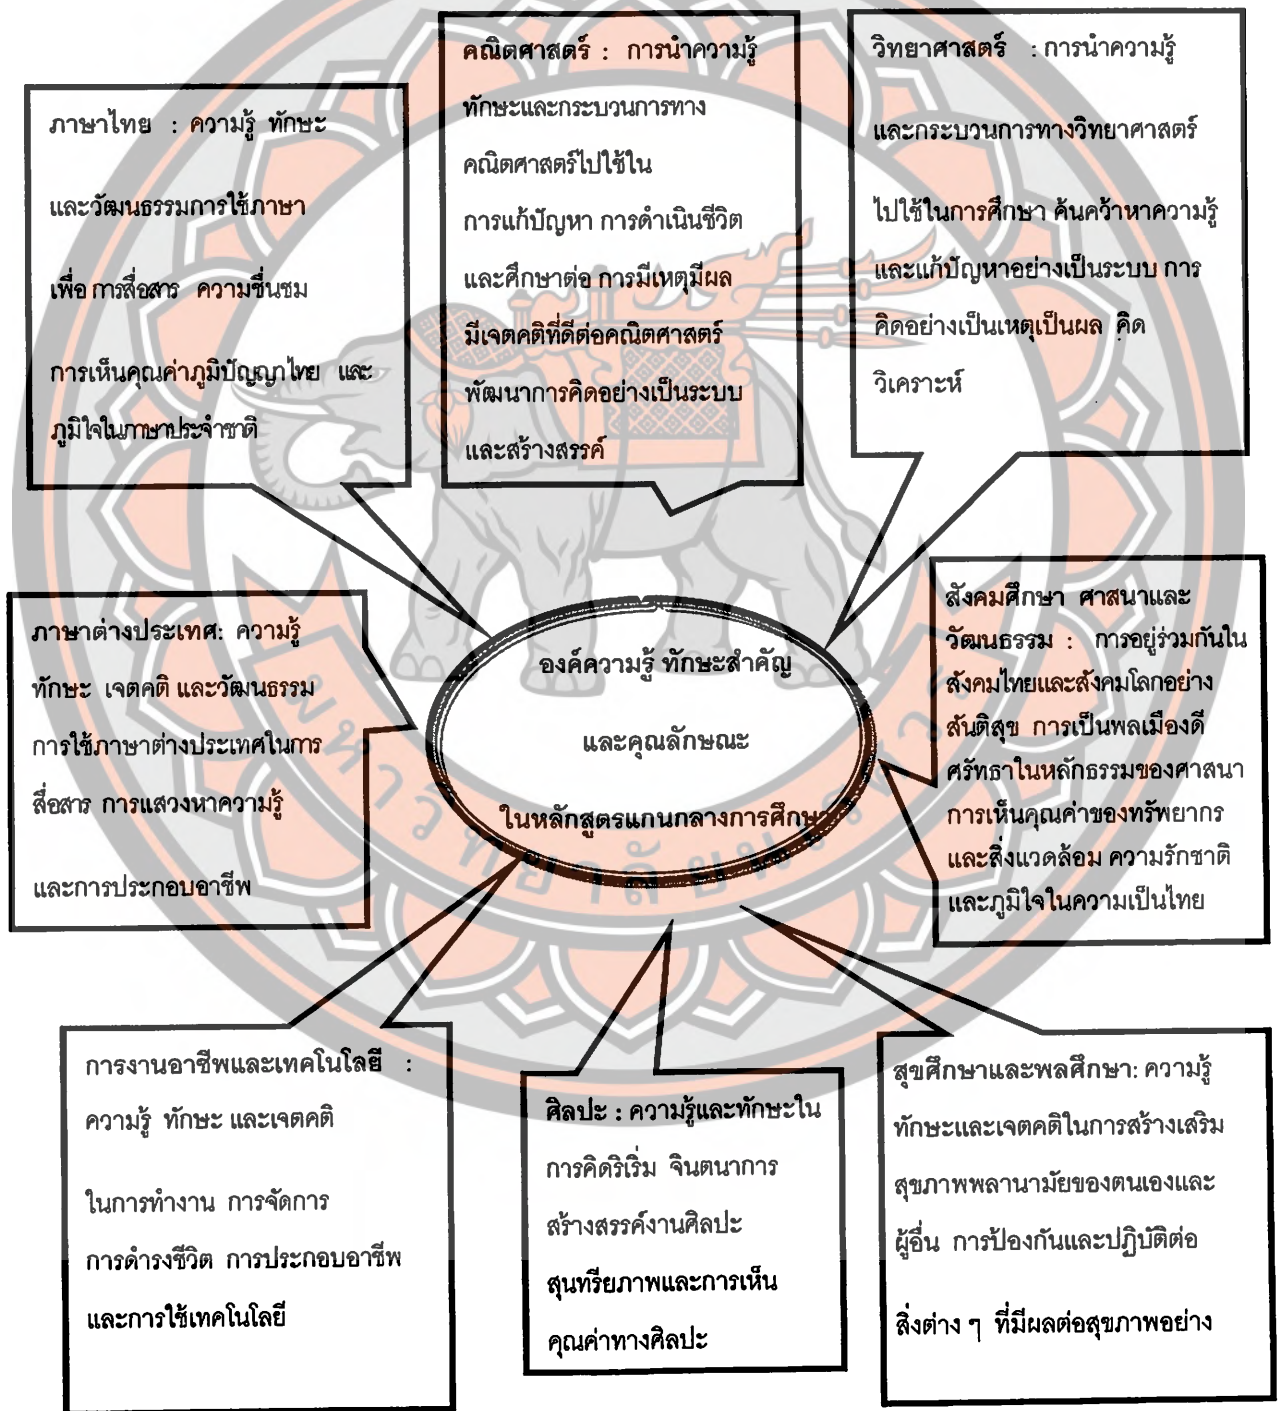 ภาษาไทย : ความรู้ ทักษะ
และวัฒนธรรมการใช้ภาษา
เพื่อ การสื่อสาร ความชื่นชม
การเห็นคุณค่าภูมิปัญญาไทย และ
ภูมิใจในภาษาประจำชาติ
คณิตศาสตร์ : การนำความรู้
ทักษะและกระบวนการทาง
คณิตศาสตร์ไปใช้ใน
การแก้ปัญหา การดำเนินชีวิต
และศึกษาต่อ การมีเหตุมีผล
มีเจตคติที่ดีต่อคณิตศาสตร์
พัฒนาการคิดอย่างเป็นระบบ
และสร้างสรรค์
วิทยาศาสตร์ : การนำความรู้
และกระบวนการทางวิทยาศาสตร์
ไปใช้ในการศึกษา ค้นคว้าหาความรู้
และแก้ปัญหาอย่างเป็นระบบ การ
คิดอย่างเป็นเหตุเป็นผล คิด
วิเคราะห์
ภาษาต่างประเทศ: ความรู้
ทักษะ เจตคติ และวัฒนธรรม
การใช้ภาษาต่างประเทศในการ
สื่อสาร การแสวงหาความรู้
และการประกอบอาชีพ
องค์ความรู้ ทักษะสำคัญ
และคุณลักษณะ
ในหลักสูตรแกนกลางการศึกษา
สังคมศึกษา ศาสนาและ
วัฒนธรรม : การอยู่ร่วมกันใน
สังคมไทยและสังคมโลกอย่าง
สันติสุข การเป็นพลเมืองดี
ศรัทธาในหลักธรรมของศาสนา
การเห็นคุณค่าของทรัพยากร
และสิ่งแวดล้อม ความรักชาติ
และภูมิใจในความเป็นไทย
มหาวิทยาลัยนเรศวร
การงานอาชีพและเทคโนโลยี :
ความรู้ ทักษะ และเจตคติ
ในการทำงาน การจัดการ
การดำรงชีวิต การประกอบอาชีพ
และการใช้เทคโนโลยี
ศิลปะ : ความรู้และทักษะใน
การคิดริเริ่ม จินตนาการ
สร้างสรรค์งานศิลปะ
สุนทรียภาพและการเห็น
คุณค่าทางศิลปะ
สุขศึกษาและพลศึกษา: ความรู้
ทักษะและเจตคติในการสร้างเสริม
สุขภาพพลานามัยของตนเองและ
ผู้อื่น การป้องกันและปฏิบัติต่อ
สิ่งต่าง ๆ ที่มีผลต่อสุขภาพอย่าง